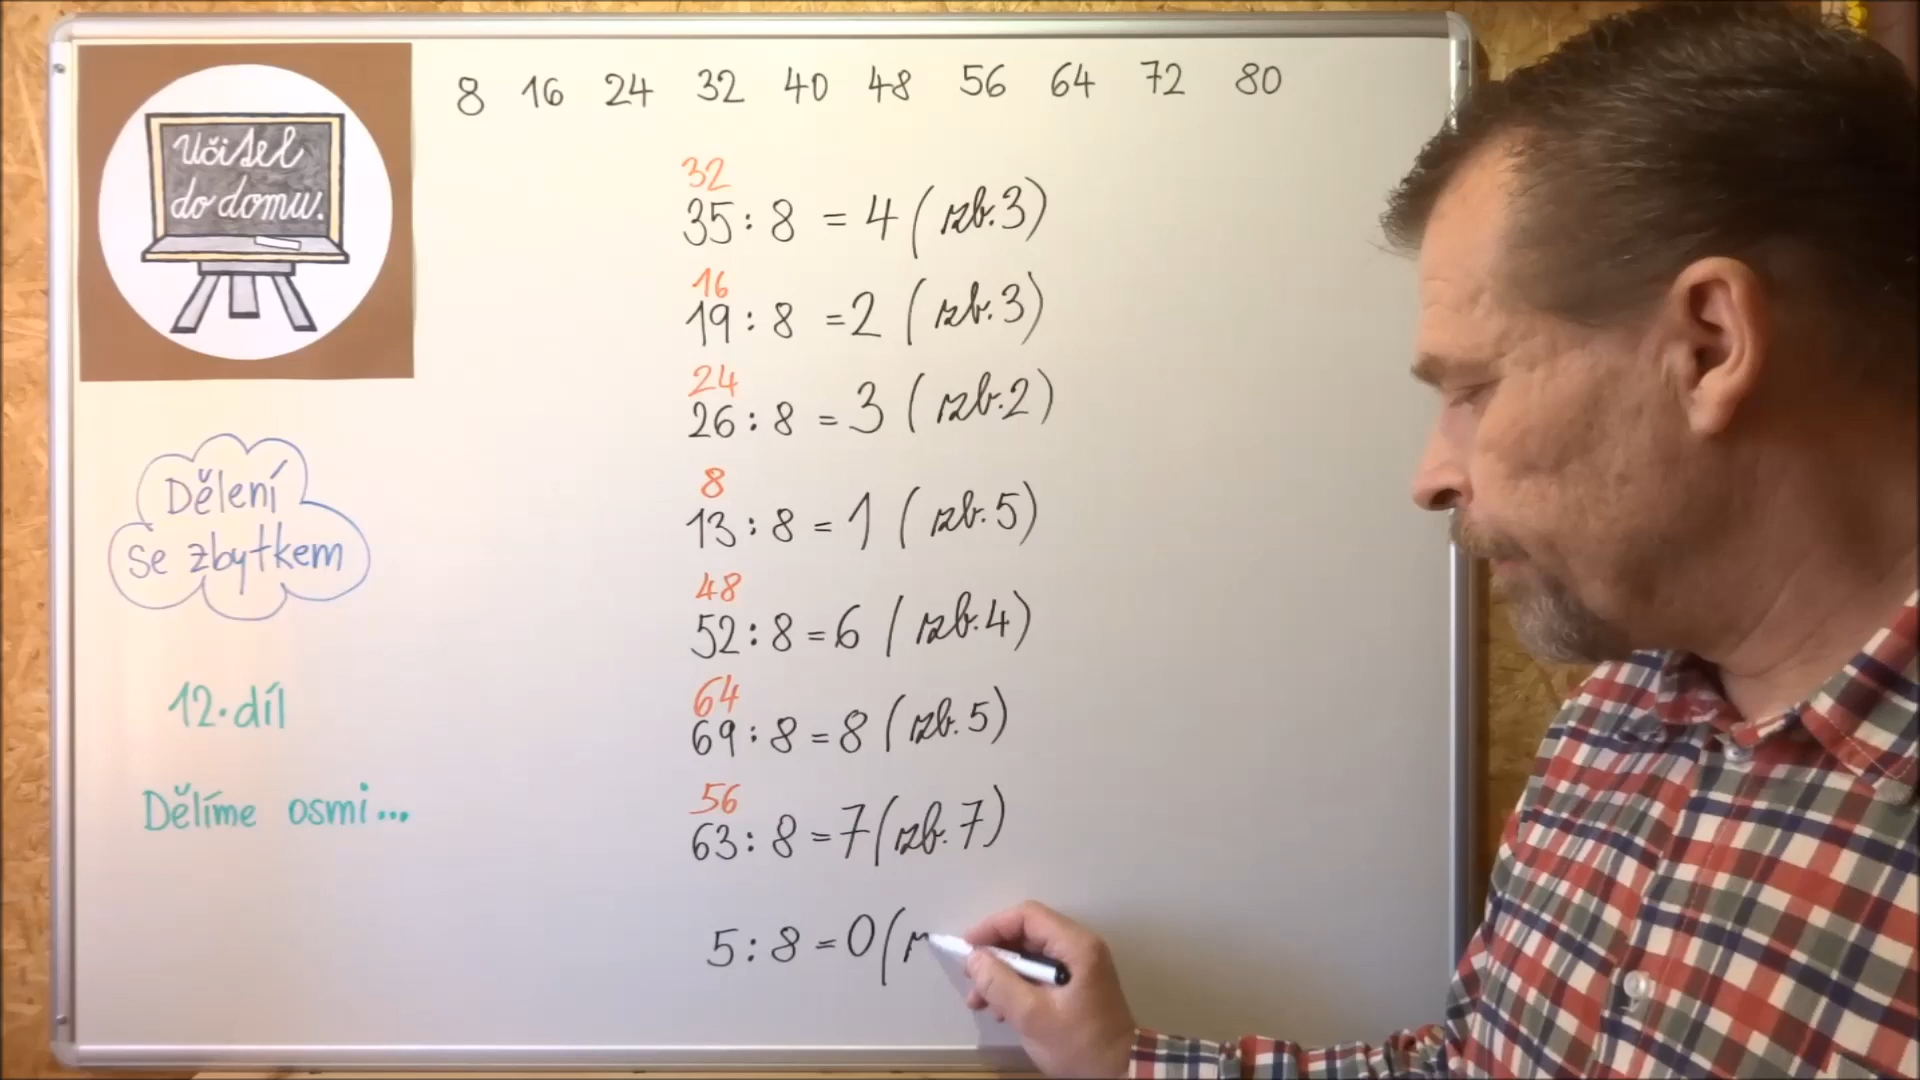 Učitel
do domu.
Dělení
se zbytkem
12. díl
Dělíme osmi...
8 16 24 32 40 48 56 64 72 80
32
35 : 8 = 4 (zb. 3)
16
19 : 8 = 2 (zb. 3)
24
26 : 8 = 3 (zb. 2)
8
13 : 8 = 1 (zb. 5)
48
52 : 8 = 6 (zb. 4)
64
69 : 8 = 8 (zb. 5)
56
63 : 8 = 7 (zb. 7)
5 : 8 = 0 (